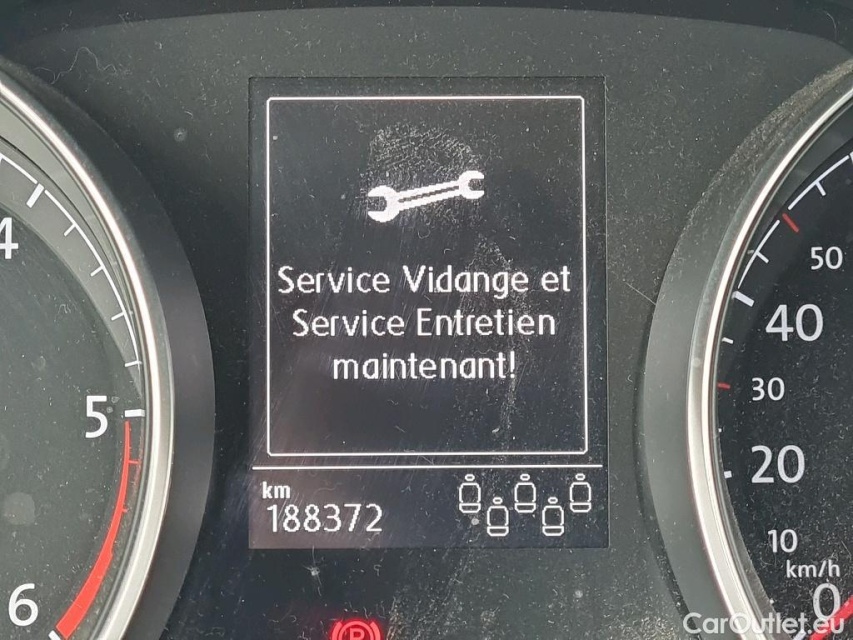 Service Vidange et
Service Entretien
maintenant!
km
188372
4
5
6
50
40
30
20
10
km/h
0
P
CarOutlet.eu